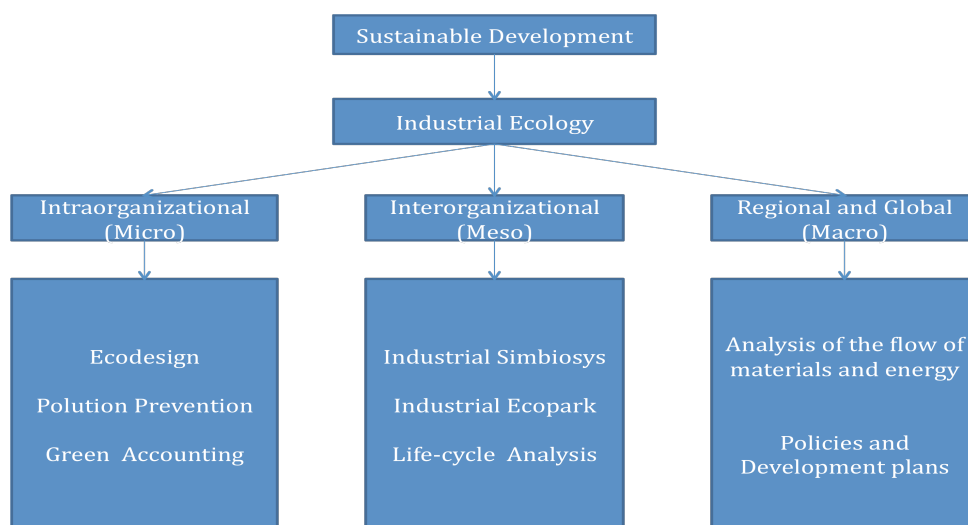 Sustainable Development
Industrial Ecology
Intraorganizational
(Micro)
Interorganizational
(Meso)
Regional and Global
(Macro)
Ecodesign
Polution Prevention
Green Accounting
Industrial Simbiosys
Industrial Ecopark
Life-cycle Analysis
Analysis of the flow of
materials and energy
Policies and
Development plans